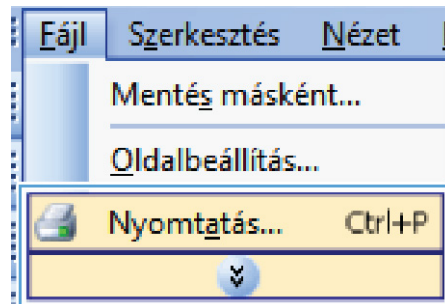 Fájl Szerkesztés Nézet
Mentés másként...
Oldalbeállítás...
Nyomtatás... Ctrl+P